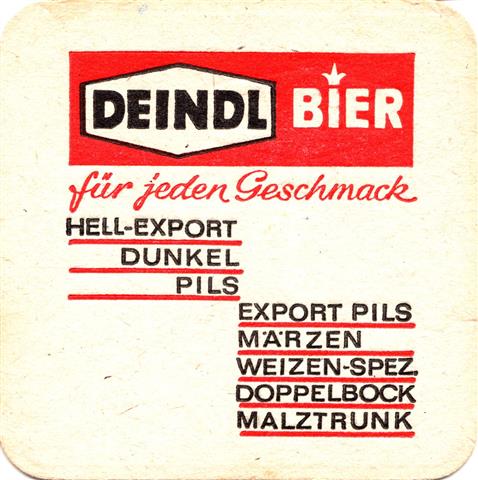 DEINDL BIER
für jeden Geschmack
HELL-EXPORT
DUNKEL
PILS
EXPORT PILS
MÄRZEN
WEIZEN-SPEZ.
DOPPELBOCK
MALZTRUNK